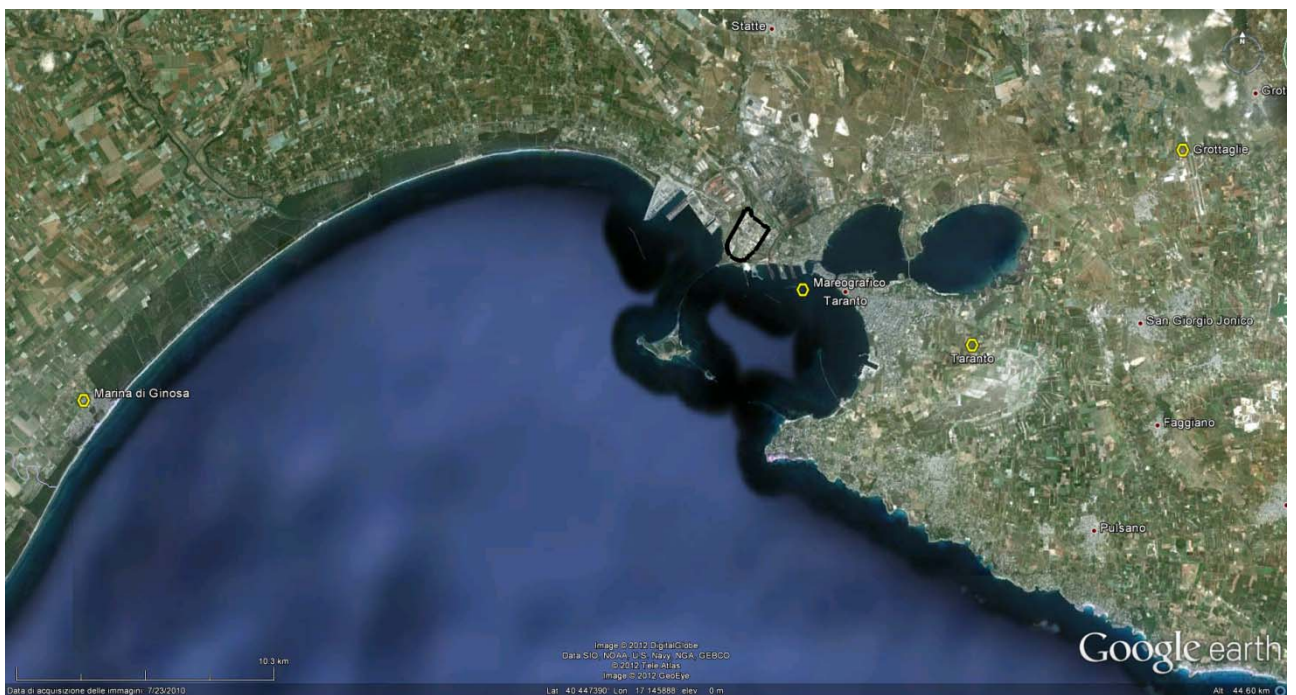 Statte
N
Grot
Grottaglie
Mareografico
Taranto
San Giorgio Jonico
Taranto
Marina di Ginosa
Faggiano
Pulsano
10.3 km
Image © 2012 DigitalGlobe
Data SIO, NOAA, U.S. Navy, NGA, GEBCO
© 2012 Tele Atlas
Image © 2012 GeoEye
Google earth
Data di acquisizione delle immagini: 7/23/2010
Lat 40.447390° Lon 17.145888° elev 0 m
Alt 44.60 km